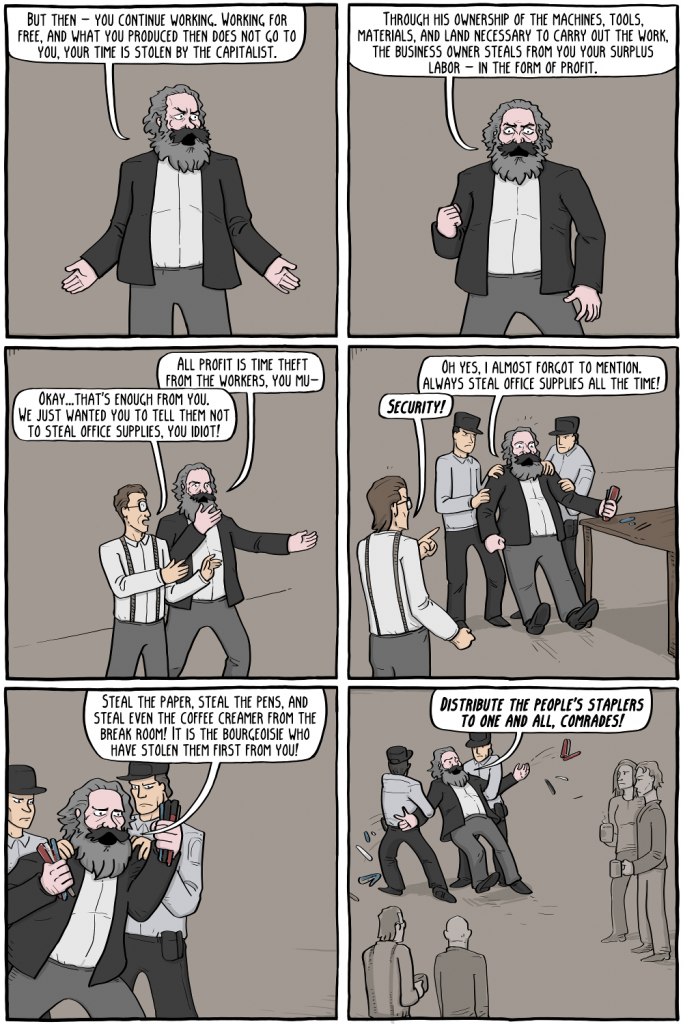 But then – you continue working. Working for
free, and what you produced then does not go to
you, your time is stolen by the capitalist.
Through his ownership of the machines, tools,
materials, and land necessary to carry out the work,
the business owner steals from you your surplus
labor – in the form of profit.
All profit is time theft
from the workers, you mu–
Okay...that's enough from you.
We just wanted you to tell them not
to steal office supplies, you idiot!
Oh yes, I almost forgot to mention.
Always steal office supplies all the time!
Security!
Steal the paper, steal the pens, and
steal even the coffee creamer from the
break room! It is the bourgeoisie who
have stolen them first from you!
Distribute the people's staplers
to one and all, comrades!